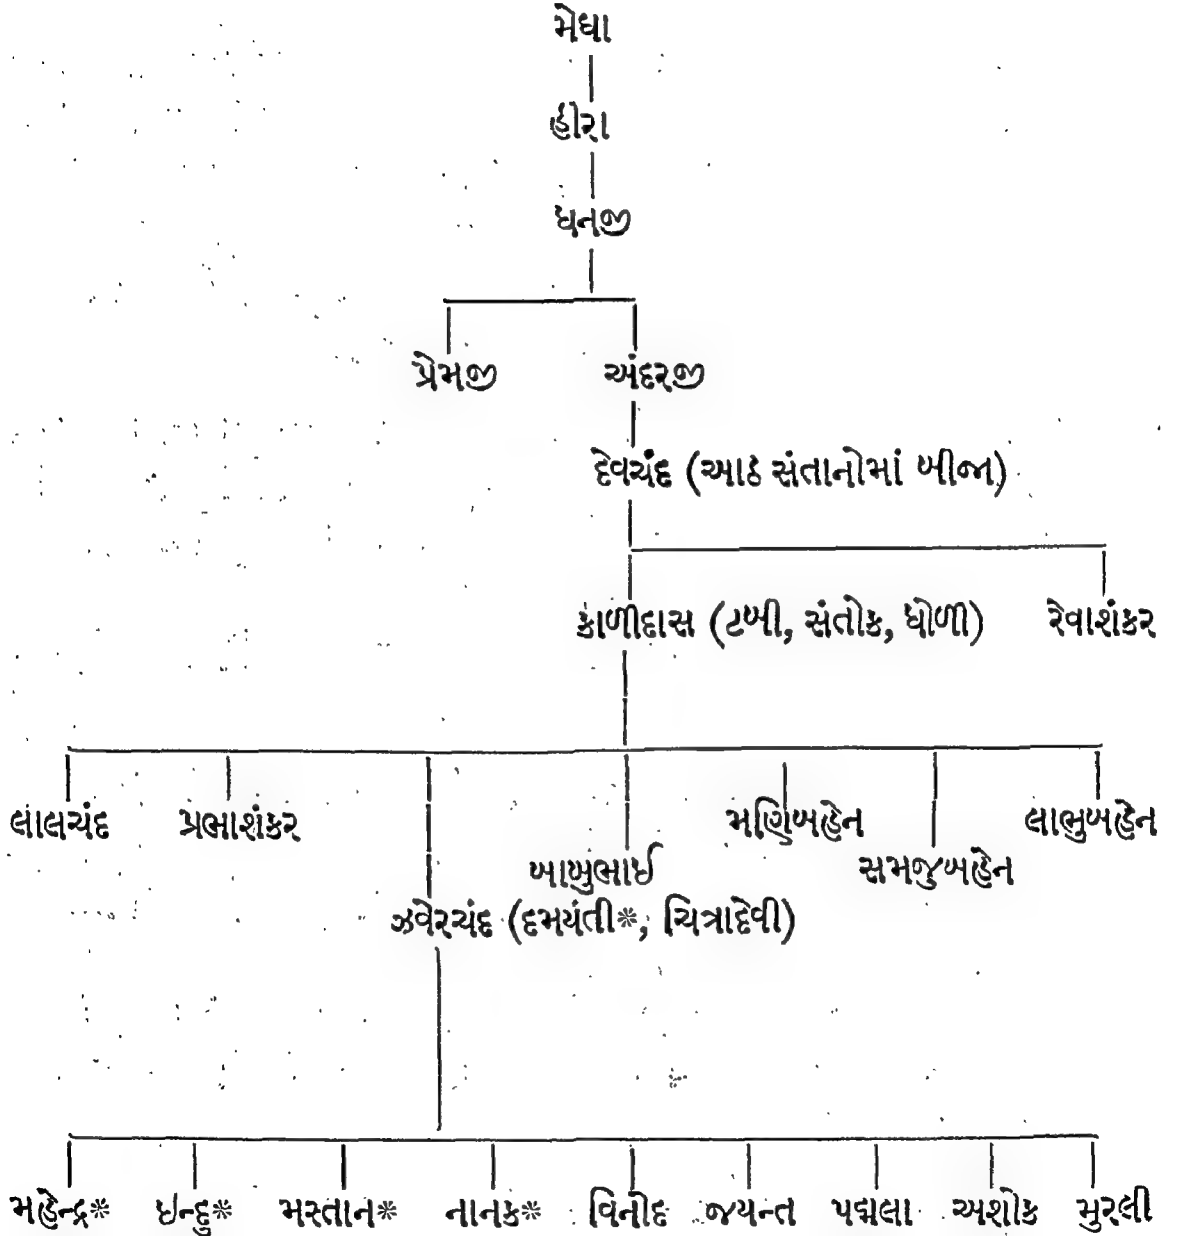 મેઘા
હીરા
ધનજી
પ્રેમજી અંદરજી
દેવચંદ (આઠ સંતાનોમાં બીજા)
કાળીદાસ (ટબી, સંતોક, ધોળી) રેવાશંકર
લાલચંદ પ્રભાશંકર મણિબહેન લાભુબહેન
બાબુભાઈ સમજુબહેન
ઝવેરચંદ (દમયંતી*, ચિત્રાદેવી)
મહેન્દ્ર* ઇન્દુ* મસ્તાન* નાનક* વિનોદ જયન્ત પદ્મલા અશોક મુરલી